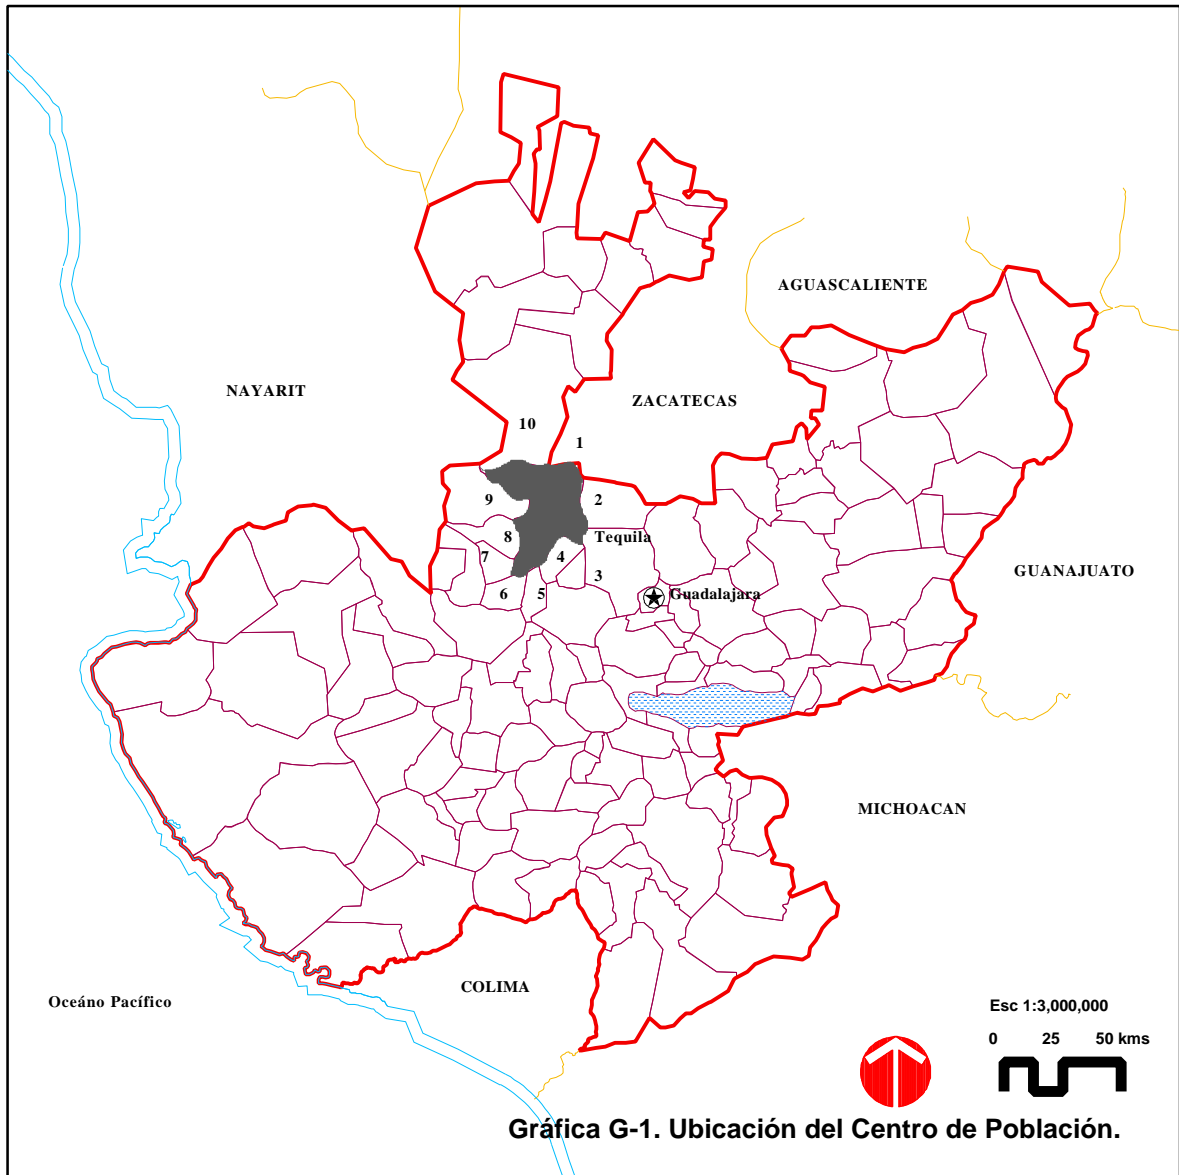 AGUASCALIENTE
NAYARIT
ZACATECAS
10
1
9
2
8
Tequila
7
4
3
GUANAJUATO
6
5
Guadalajara
MICHOACAN
COLIMA
Oceáno Pacífico
Esc 1:3,000,000
0 25 50 kms
Gráfica G-1. Ubicación del Centro de Población.